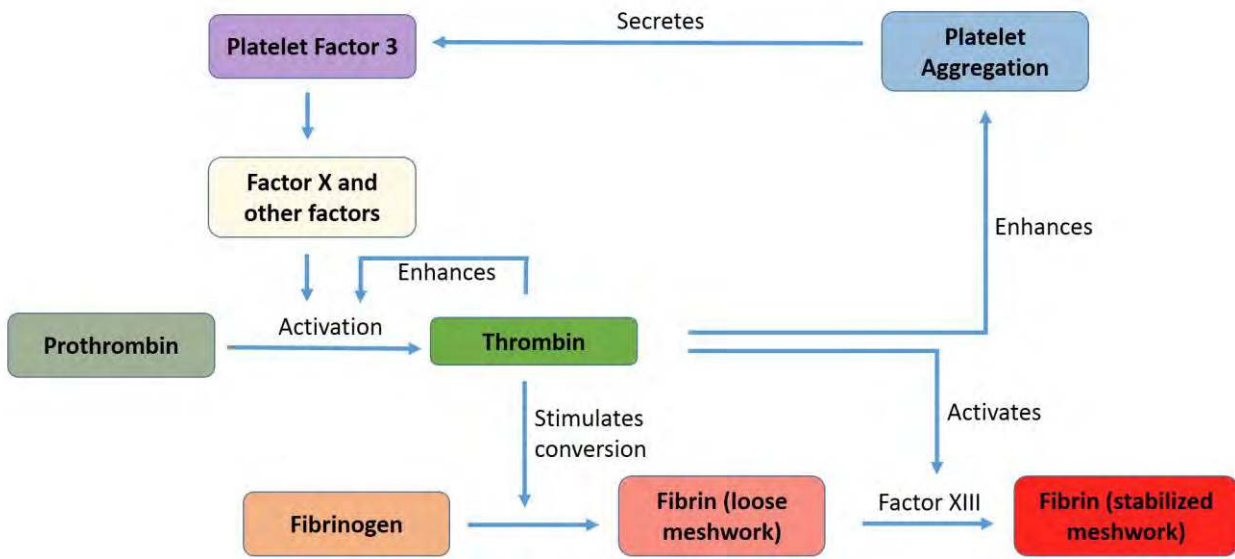 Secretes
Platelet Factor 3
Platelet
Aggregation
Factor X and
other factors
Enhances
Enhances
Prothrombin
Activation
Thrombin
Stimulates
conversion
Activates
Fibrinogen
Fibrin (loose
meshwork)
Factor XIII
Fibrin (stabilized
meshwork)